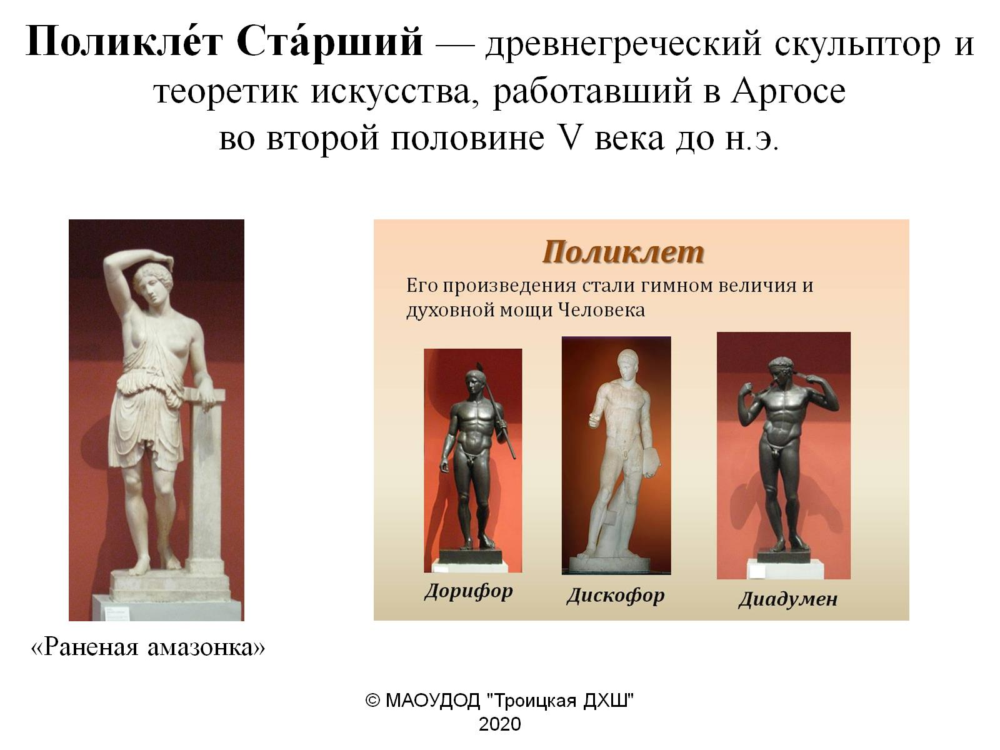 Поликле́т Ста́рший — древнегреческий скульптор и
теоретик искусства, работавший в Аргосе
во второй половине V века до н.э.
Поликлет
Его произведения стали гимном величия и
духовной мощи Человека
Дорифор
Дискофор
Диадумен
«Раненая амазонка»
© МАОУДОД "Троицкая ДХШ"
2020